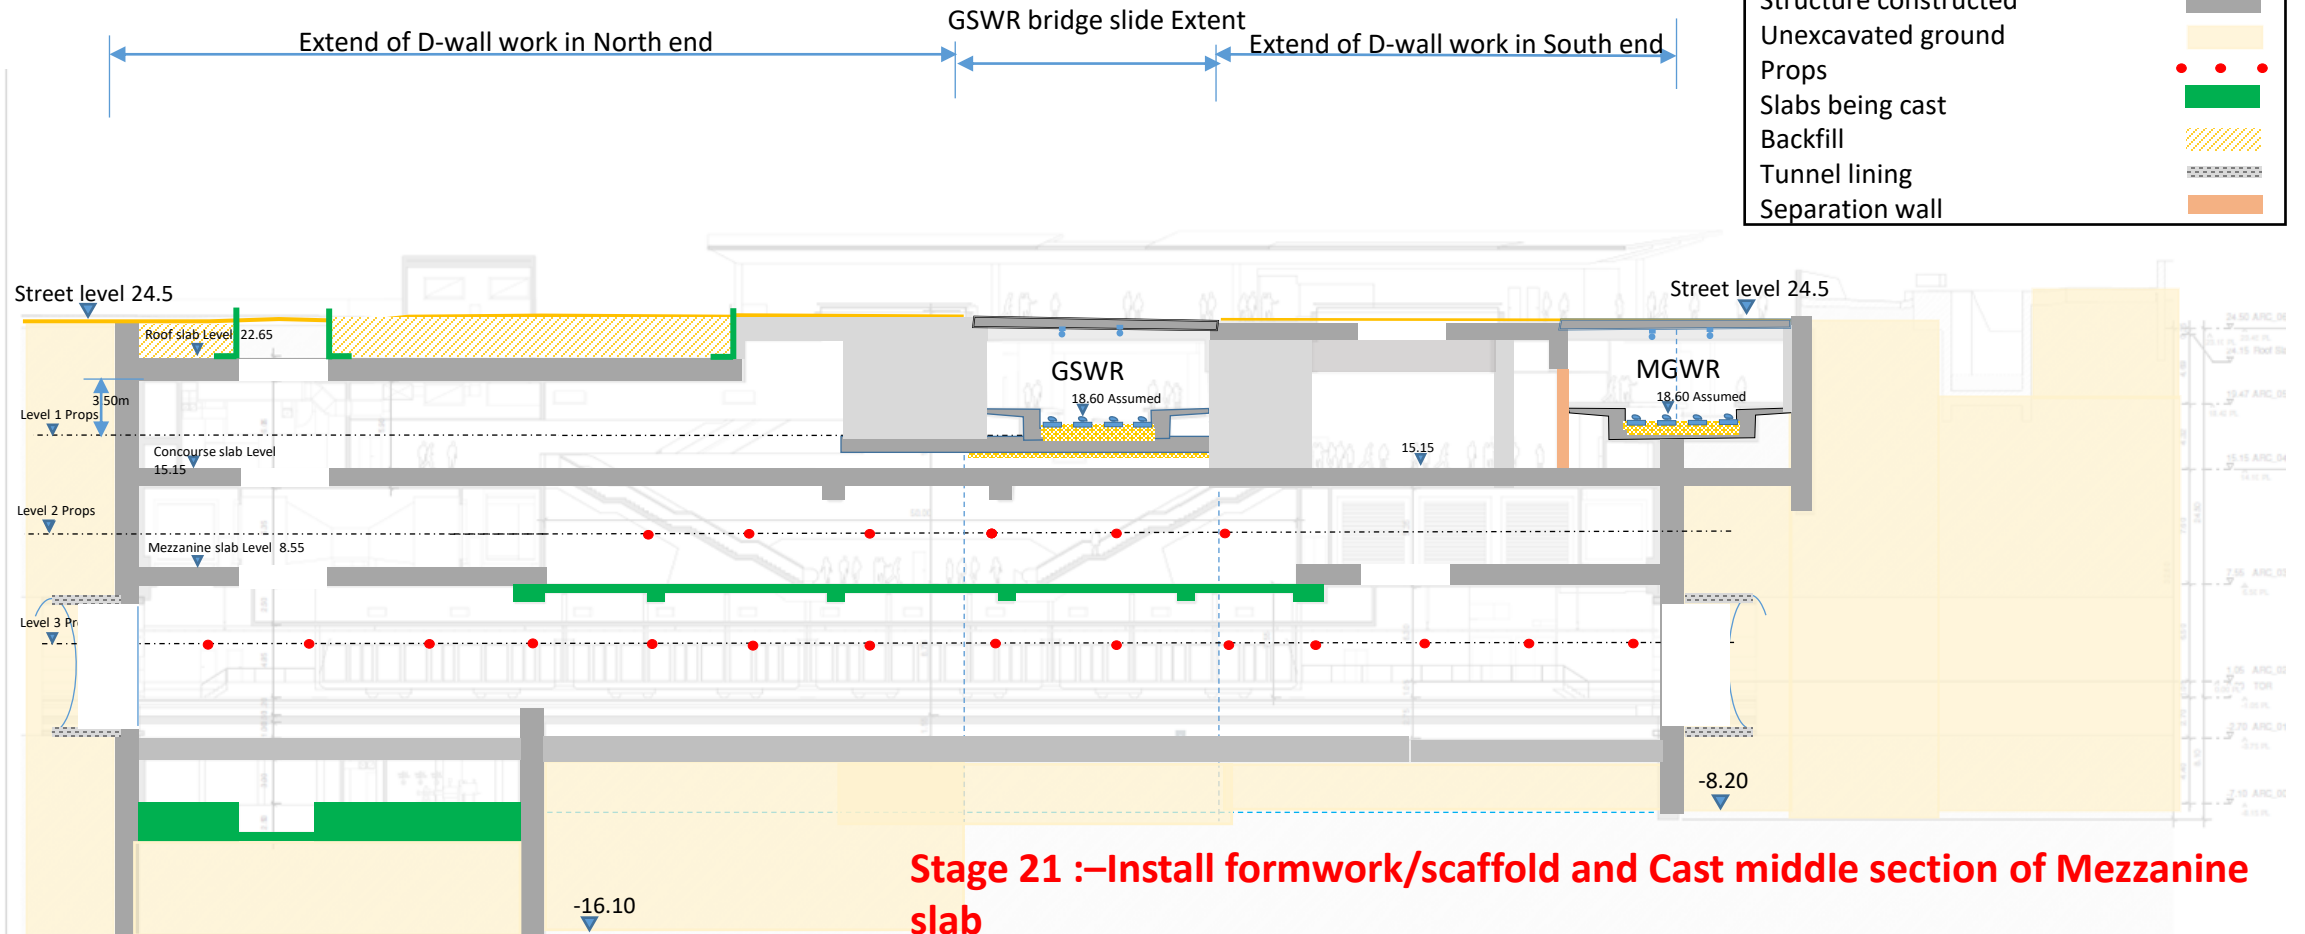 GSWR bridge slide Extent
Extend of D-wall work in North end
Extend of D-wall work in South end
Structure constructed
Unexcavated ground
Props
Slabs being cast
Backfill
Tunnel lining
Separation wall
Street level 24.5
Street level 24.5
Roof slab Level 22.65
GSWR
18.60 Assumed
MGWR
18.60 Assumed
3.50m
Level 1 Props
Concourse slab Level
15.15
15.15
Level 2 Props
Mezzanine slab Level 8.55
Level 3 Pr
-8.20
-16.10
Stage 21 :–Install formwork/scaffold and Cast middle section of Mezzanine
slab